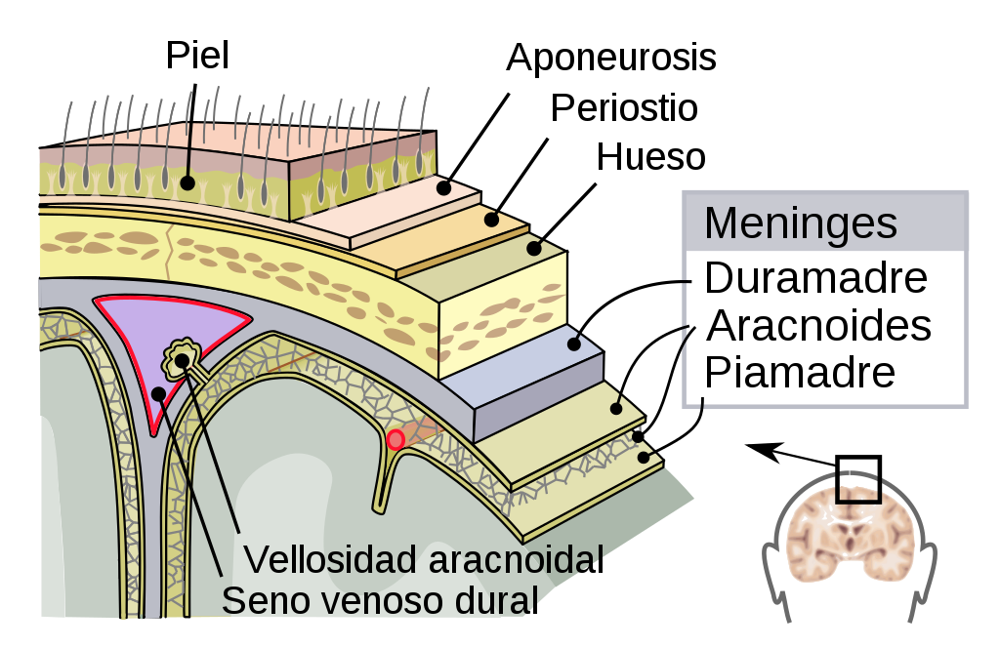 Piel
Aponeurosis
Periostio
Hueso
Meninges
Duramadre
Aracnoides
Piamadre
Vellosidad aracnoidal
Seno venoso dural